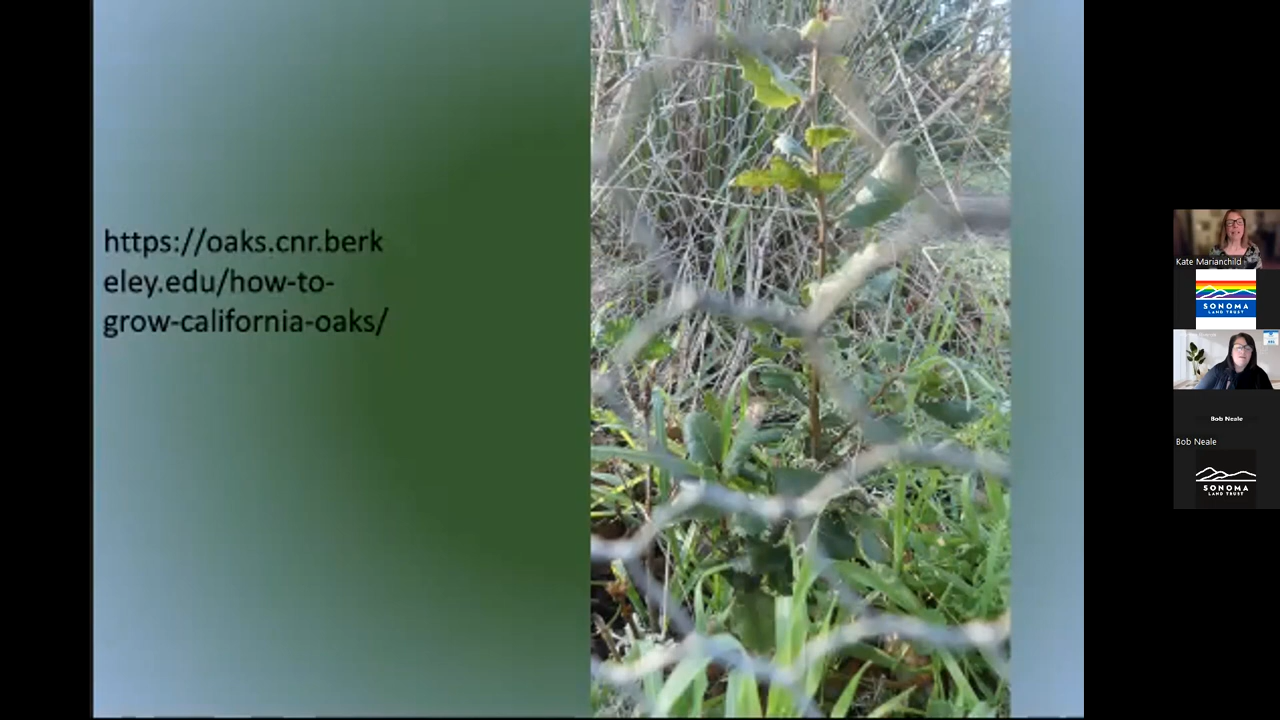 https://oaks.cnr.berk
eley.edu/how-to-
grow-california-oaks/
Kate Marianchild
SONOMA
LAND TRUST
Bob Neale
Bob Neale
SONOMA
LAND TRUST